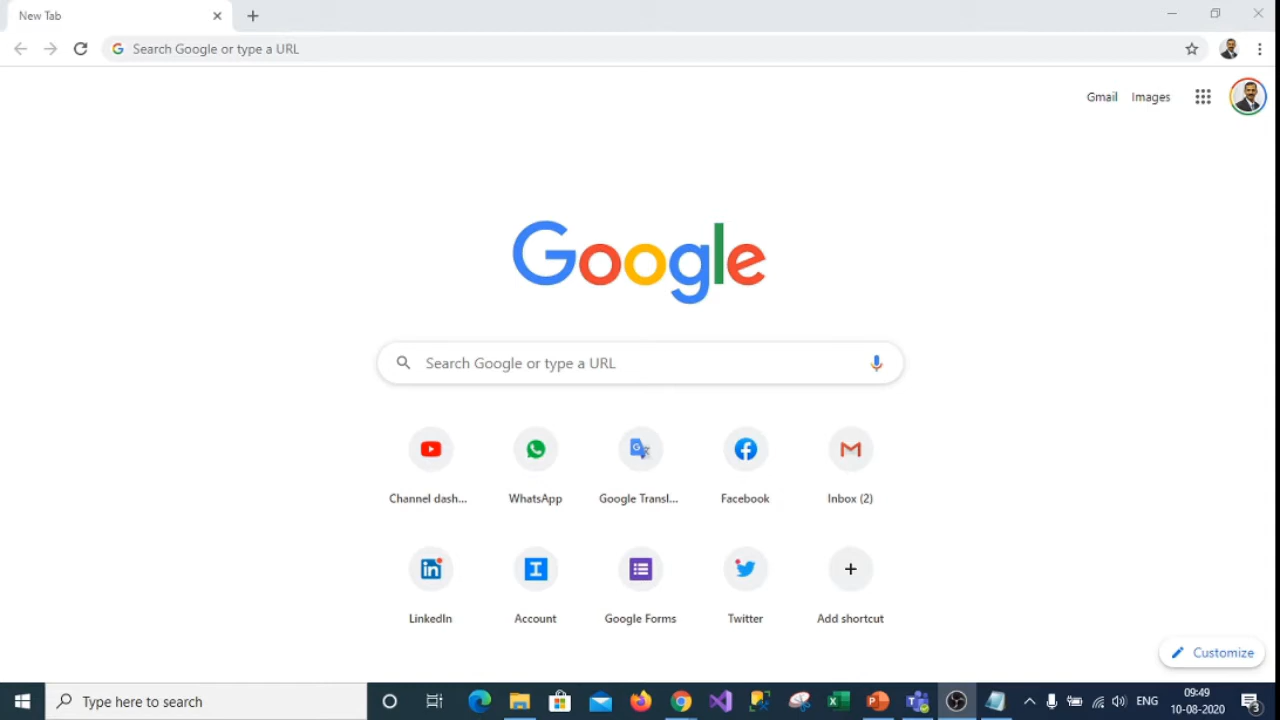 New Tab
Search Google or type a URL
Gmail Images
Google
Search Google or type a URL
Channel dash... WhatsApp Google Transl... Facebook Inbox (2)
LinkedIn Account Google Forms Twitter Add shortcut
Customize
Type here to search
ENG
09:49
10-08-2020
3